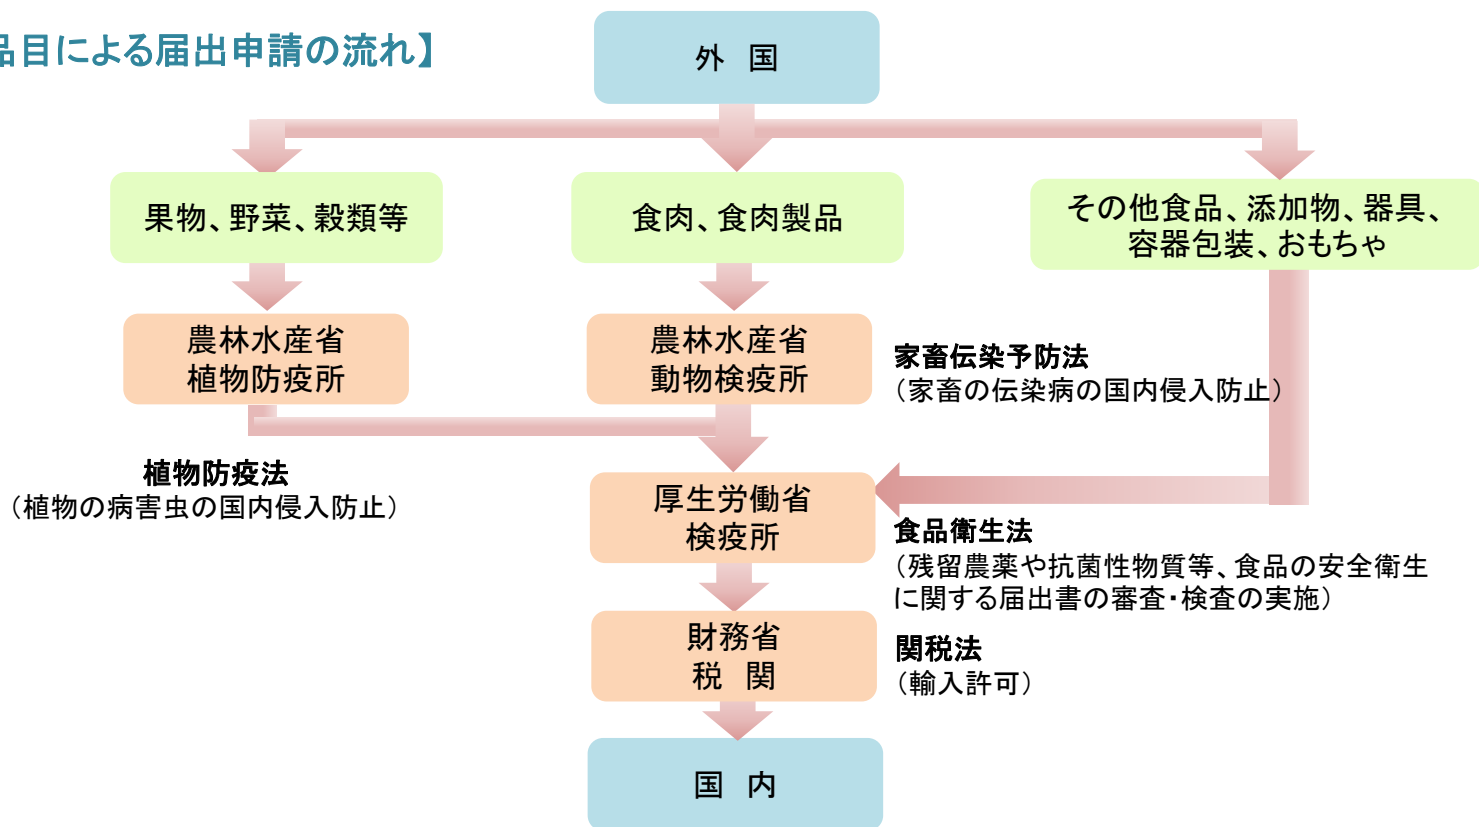 品目による届出申請の流れ】
外　国
果物、野菜、穀類等
食肉、食肉製品
その他食品、添加物、器具、
容器包装、おもちゃ
農林水産省
植物防疫所
農林水産省
動物検疫所
家畜伝染予防法
（家畜の伝染病の国内侵入防止）
植物防疫法
（植物の病害虫の国内侵入防止）
厚生労働省
検疫所
食品衛生法
（残留農薬や抗菌性物質等、食品の安全衛生
に関する届出書の審査・検査の実施）
財務省
税　関
関税法
（輸入許可）
国　内